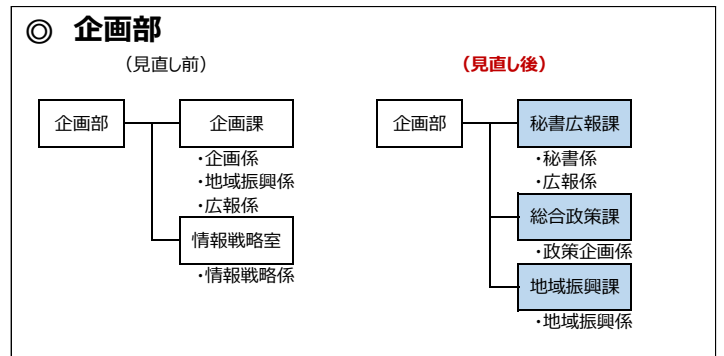 ◎ 企画部
（見直し前）
企画部
企画課
・企画係
・地域振興係
・広報係
情報戦略室
・情報戦略係
（見直し後）
企画部
秘書広報課
・秘書係
・広報係
総合政策課
・政策企画係
地域振興課
・地域振興係